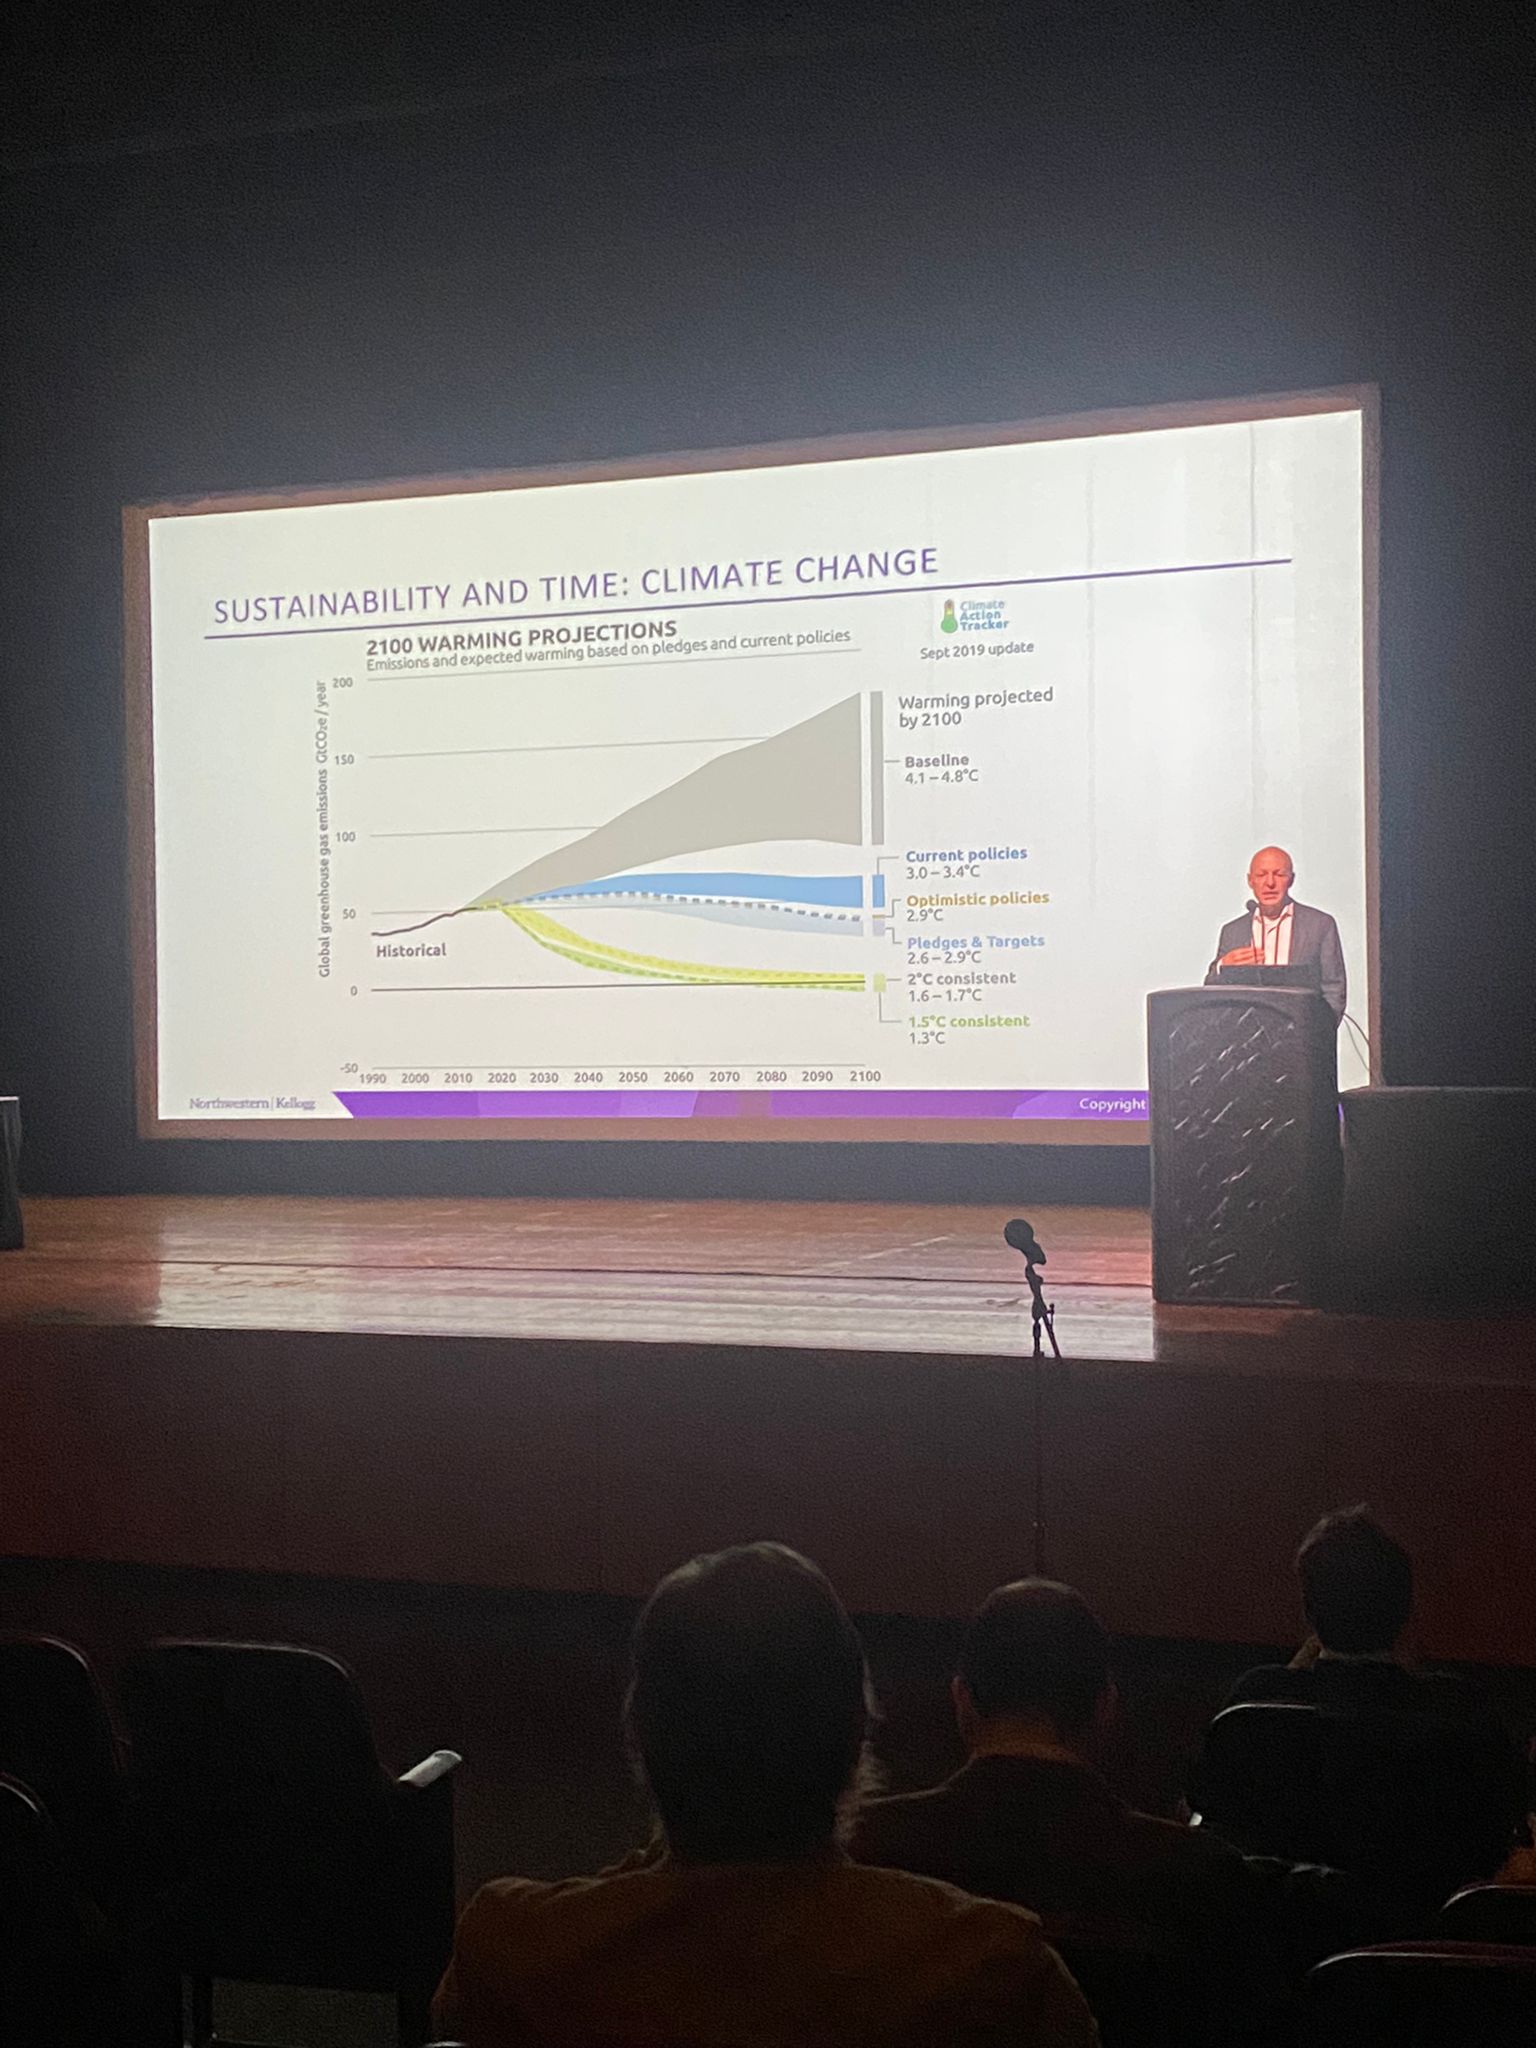 SUSTAINABILITY AND TIME: CLIMATE CHANGE
2100 WARMING PROJECTIONS
Emissions and expected warming based on pledges and current policies
Climate
Action
Tracker
Sept 2019 update
Global greenhouse gas emissions GtCO₂e / year
200
150
100
50
0
-50
Historical
Warming projected
by 2100
Baseline
4.1 – 4.8°C
Current policies
3.0 – 3.4°C
Optimistic policies
2.9°C
Pledges & Targets
2.6 – 2.9°C
2°C consistent
1.6 – 1.7°C
1.5°C consistent
1.3°C
1990 2000 2010 2020 2030 2040 2050 2060 2070 2080 2090 2100
Northwestern | Kellogg
Copyright